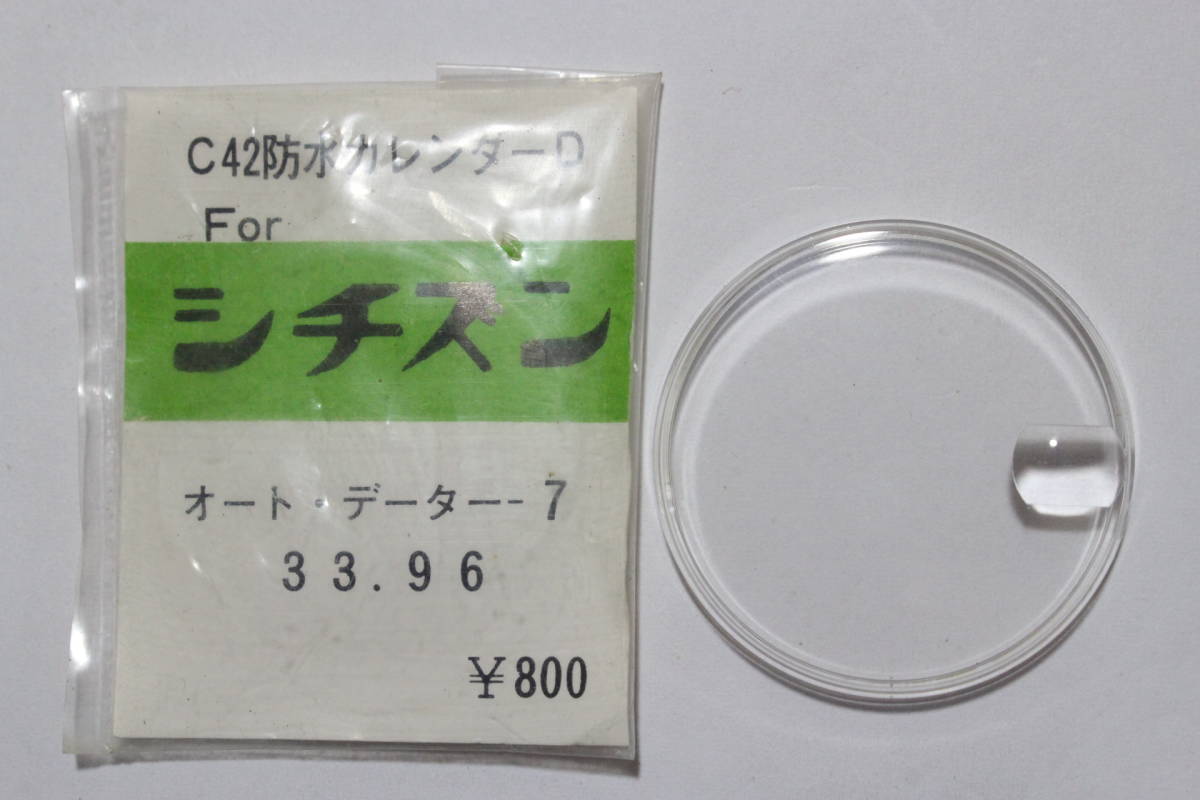 C42防水カレンダーD
For
シチズン
オート・データー-7
33.96
¥800